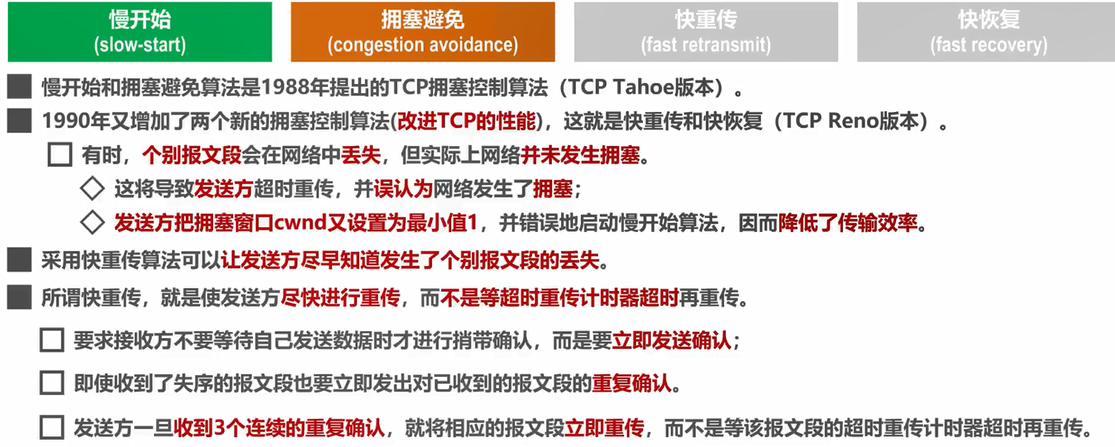 慢开始
(slow-start)
拥塞避免
(congestion avoidance)
快重传
(fast retransmit)
快恢复
(fast recovery)
慢开始和拥塞避免算法是1988年提出的TCP拥塞控制算法（TCP Tahoe版本）。
1990年又增加了两个新的拥塞控制算法(改进TCP的性能)，这就是快重传和快恢复（TCP Reno版本）。
有时，个别报文段会在网络中丢失，但实际上网络并未发生拥塞。
这将导致发送方超时重传，并误认为网络发生了拥塞；
发送方把拥塞窗口cwnd又设置为最小值1，并错误地启动慢开始算法，因而降低了传输效率。
采用快重传算法可以让发送方尽早知道发生了个别报文段的丢失。
所谓快重传，就是使发送方尽快进行重传，而不是等超时重传计时器超时再重传。
要求接收方不要等待自己发送数据时才进行捎带确认，而是要立即发送确认；
即使收到了失序的报文段也要立即发出对已收到的报文段的重复确认。
发送方一旦收到3个连续的重复确认，就将相应的报文段立即重传，而不是等该报文段的超时重传计时器超时再重传。